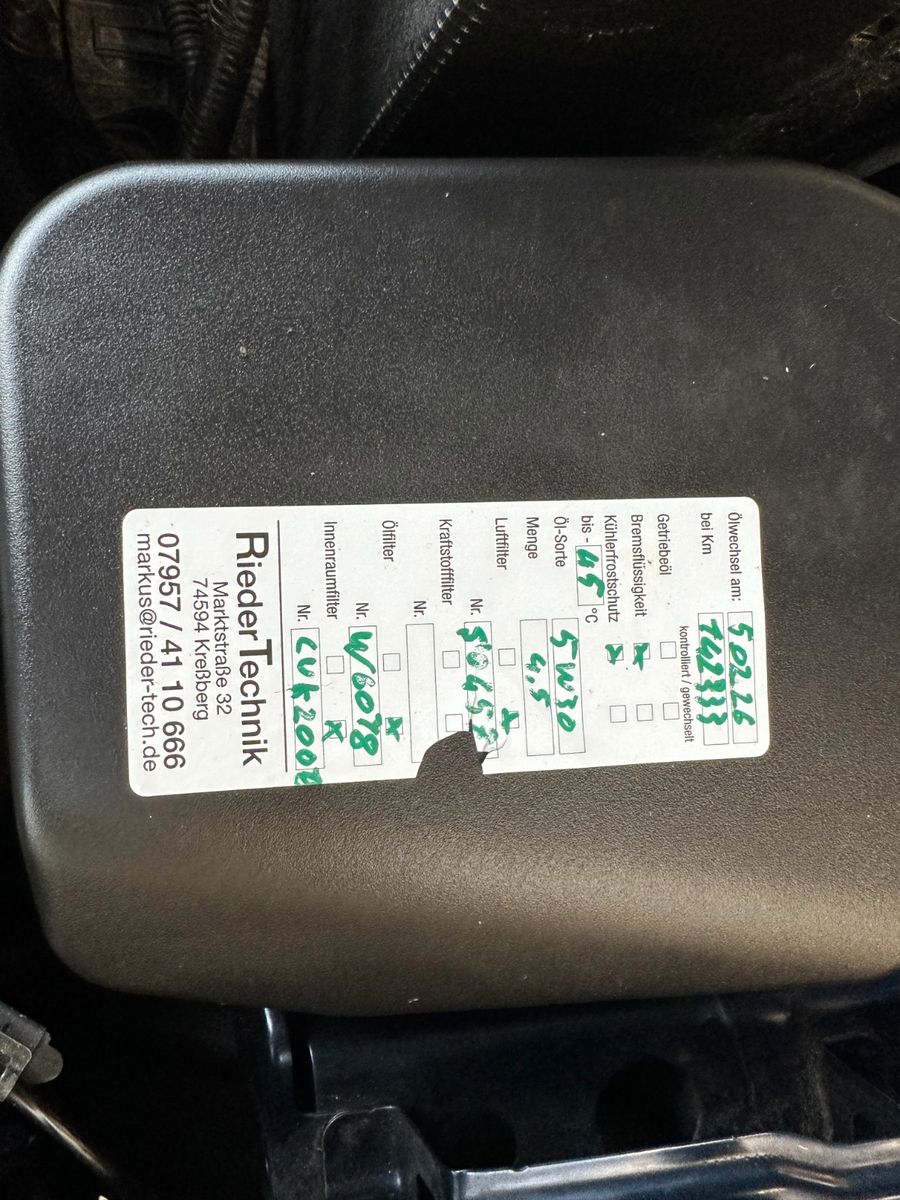 Ölwechsel am: 5 02 26
bei Km 142333
kontrolliert / gewechselt
Getriebeöl
Bremsflüssigkeit x
Kühlerfrostschutz x
bis - 45 °C
Öl-Sorte 5W30
Menge 4,5
Luftfilter x
Nr.
Kraftstofffilter
Nr.
Ölfilter x
Nr. W6078
Innenraumfilter x
Nr.
RiederTechnik
Marktstraße 32
74594 Kreßberg
07957 / 41 10 666
markus@rieder-tech.de